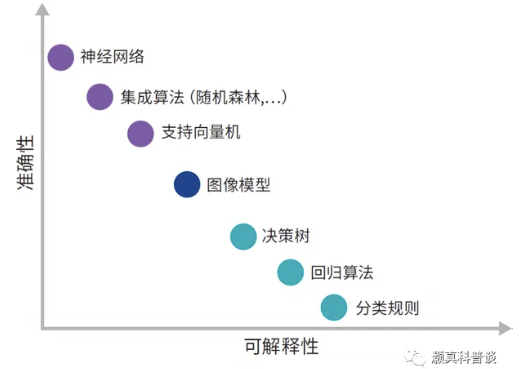 神经网络
集成算法（随机森林,…）
支持向量机
图像模型
决策树
回归算法
分类规则
准确性
可解释性
颢真科普谈